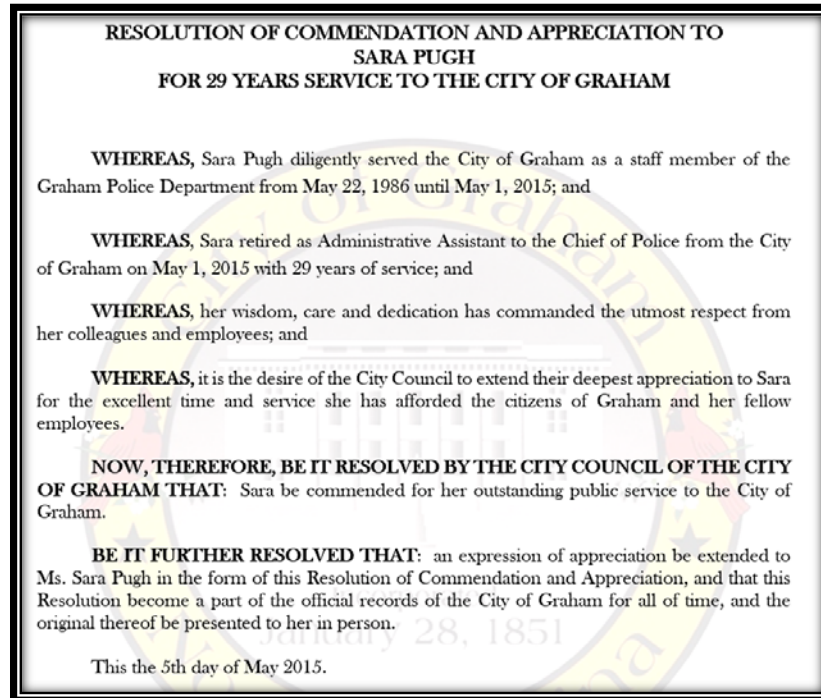 RESOLUTION OF COMMENDATION AND APPRECIATION TO
SARA PUGH
FOR 29 YEARS SERVICE TO THE CITY OF GRAHAM
WHEREAS, Sara Pugh diligently served the City of Graham as a staff member of the
Graham Police Department from May 22, 1986 until May 1, 2015; and
WHEREAS, Sara retired as Administrative Assistant to the Chief of Police from the City
of Graham on May 1, 2015 with 29 years of service; and
WHEREAS, her wisdom, care and dedication has commanded the utmost respect from
her colleagues and employees; and
WHEREAS, it is the desire of the City Council to extend their deepest appreciation to Sara
for the excellent time and service she has afforded the citizens of Graham and her fellow
employees.
NOW, THEREFORE, BE IT RESOLVED BY THE CITY COUNCIL OF THE CITY
OF GRAHAM THAT: Sara be commended for her outstanding public service to the City of
Graham.
BE IT FURTHER RESOLVED THAT: an expression of appreciation be extended to
Ms. Sara Pugh in the form of this Resolution of Commendation and Appreciation, and that this
Resolution become a part of the official records of the City of Graham for all of time, and the
original thereof be presented to her in person.
This the 5th day of May 2015.
City of Graham
January 28, 1851